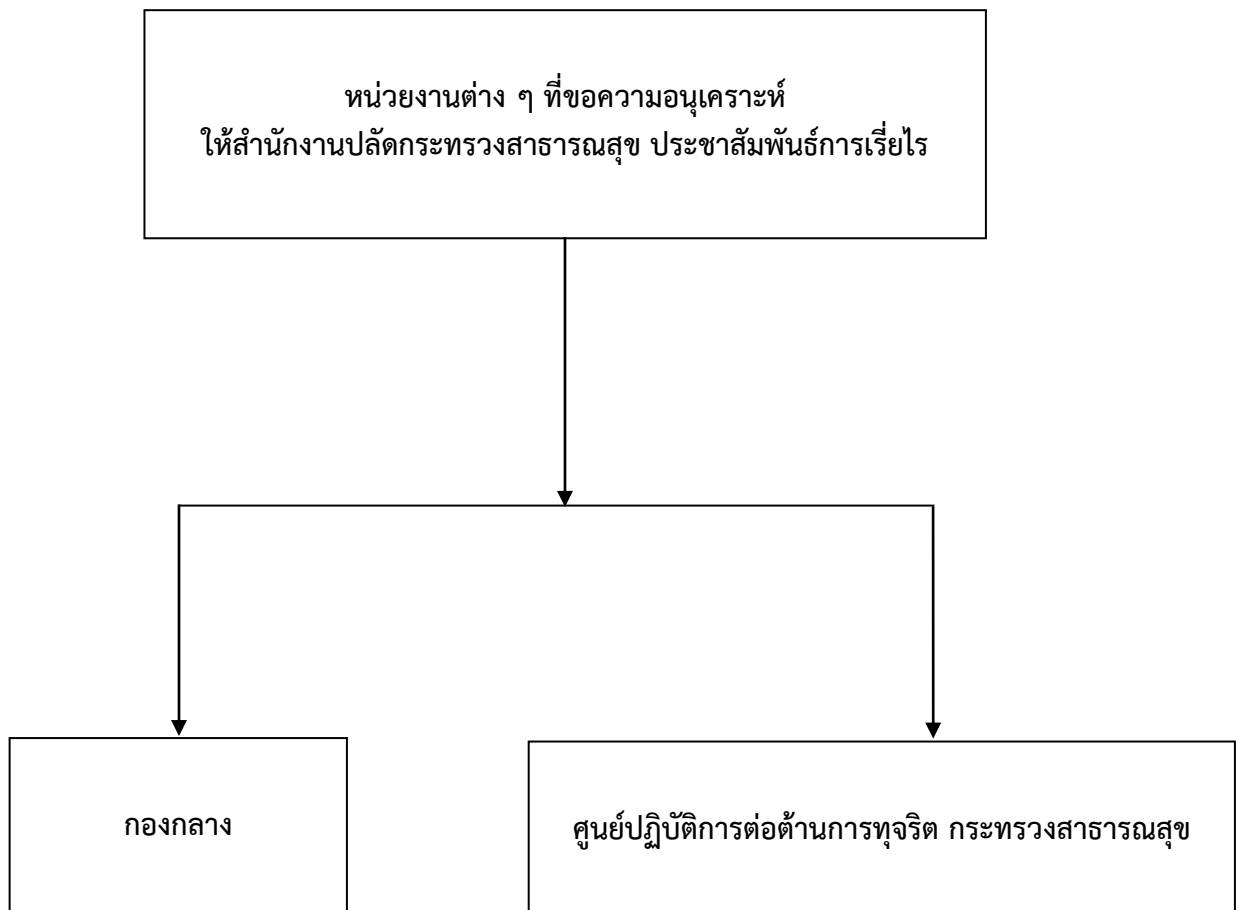 หน่วยงานต่าง ๆ ที่ขอความอนุเคราะห์
ให้สำนักงานปลัดกระทรวงสาธารณสุข ประชาสัมพันธ์การเรี่ยไร
กองกลาง
ศูนย์ปฏิบัติการต่อต้านการทุจริต กระทรวงสาธารณสุข